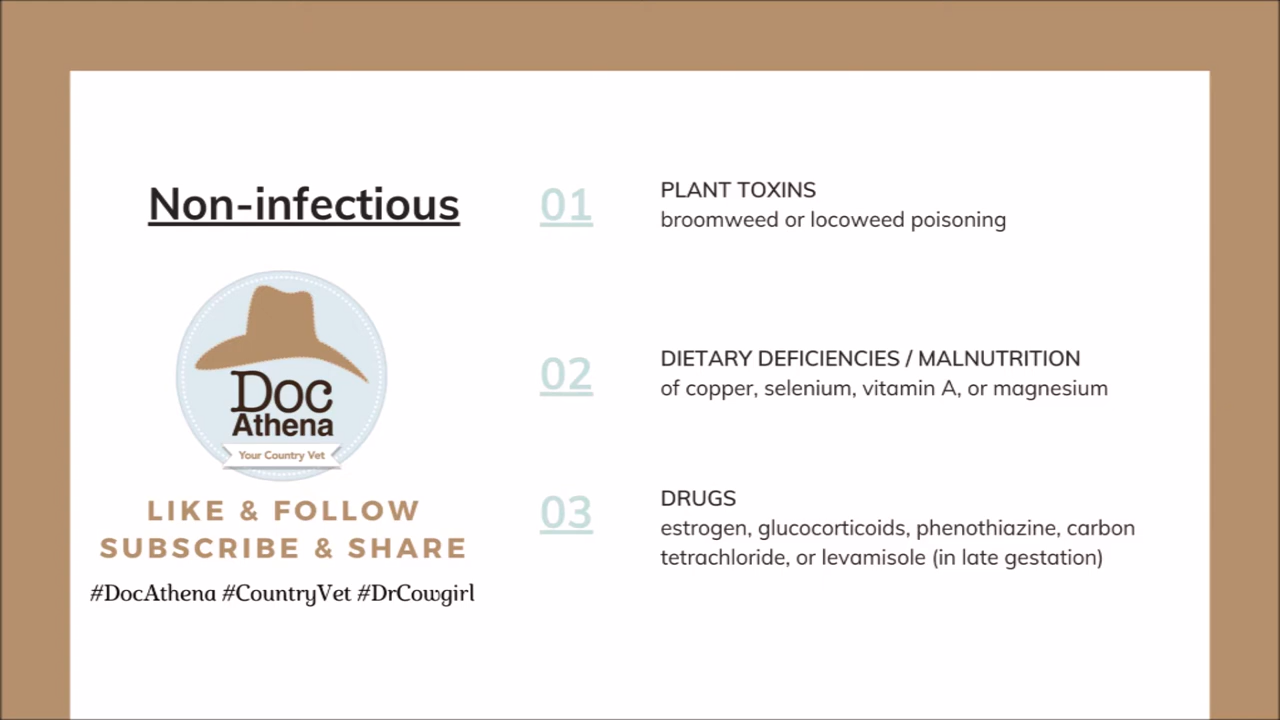 Non-infectious
Doc
Athena
Your Country Vet
LIKE & FOLLOW
SUBSCRIBE & SHARE
#DocAthena #CountryVet #DrCowgirl
01
PLANT TOXINS
broomweed or locoweed poisoning
02
DIETARY DEFICIENCIES / MALNUTRITION
of copper, selenium, vitamin A, or magnesium
03
DRUGS
estrogen, glucocorticoids, phenothiazine, carbon
tetrachloride, or levamisole (in late gestation)